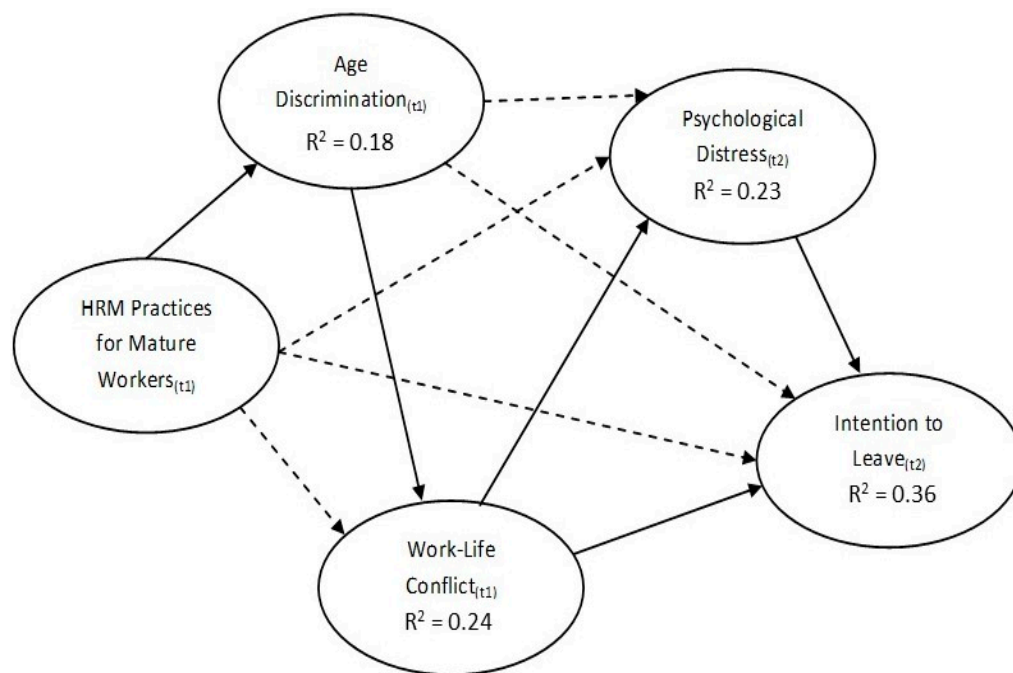 Age
Discrimination(t1)
R² = 0.18
Psychological
Distress(t2)
R² = 0.23
HRM Practices
for Mature
Workers(t1)
Intention to
Leave(t2)
R² = 0.36
Work-Life
Conflict(t1)
R² = 0.24